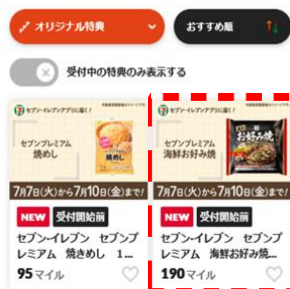 オリジナル特典
おすすめ順
受付中の特典のみ表示する
セブン‐イレブンアプリに届く!
セブンプレミアム
焼めし
7月7日(火)から7月10日(金)まで!
NEW 受付開始前
セブン-イレブン セブンプ
レミアム 焼きめし 1...
95マイル
セブン‐イレブンアプリに届く!
セブンプレミアム
海鮮お好み焼
お好み焼
7月7日(火)から7月10日(金)まで!
NEW 受付開始前
セブン-イレブン セブンプ
レミアム 海鮮お好み焼...
190マイル